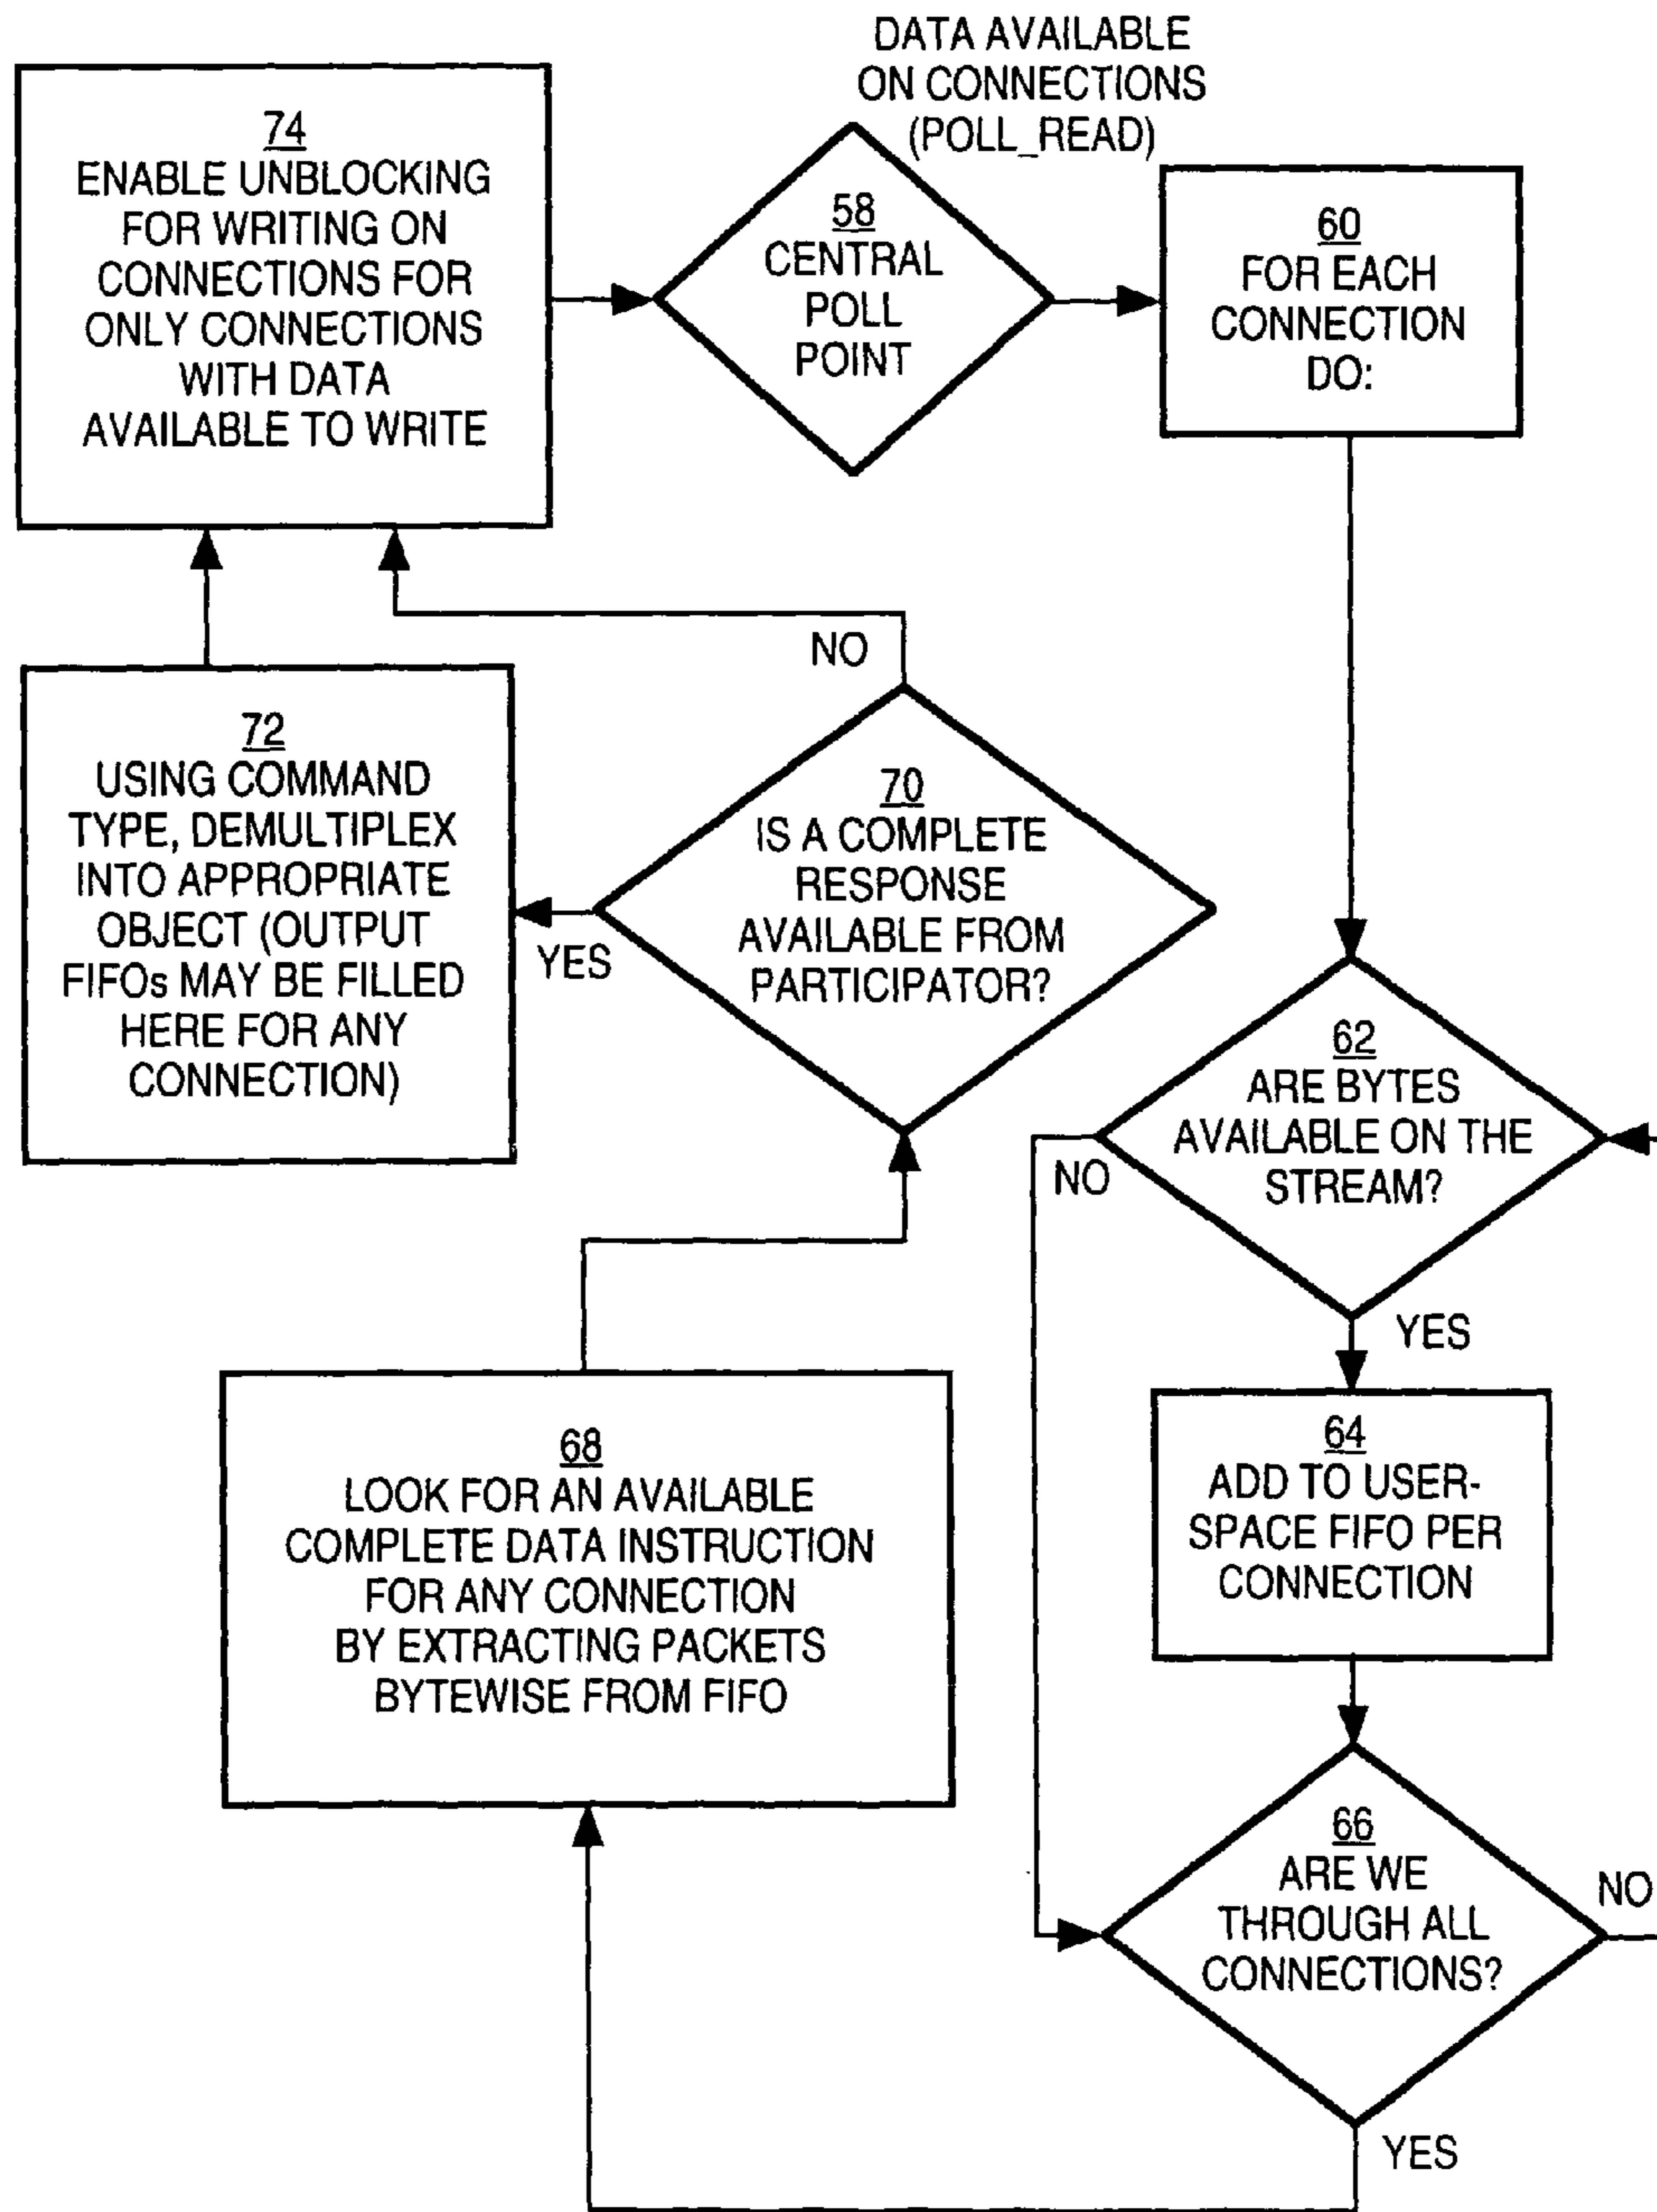 DATA AVAILABLE
ON CONNECTIONS
(POLL_READ)
74
ENABLE UNBLOCKING
FOR WRITING ON
CONNECTIONS FOR
ONLY CONNECTIONS
WITH DATA
AVAILABLE TO WRITE
58
CENTRAL
POLL
POINT
60
FOR EACH
CONNECTION
DO:
NO
72
USING COMMAND
TYPE, DEMULTIPLEX
INTO APPROPRIATE
OBJECT (OUTPUT
FIFOs MAY BE FILLED
HERE FOR ANY
CONNECTION)
YES
70
IS A COMPLETE
RESPONSE
AVAILABLE FROM
PARTICIPATOR?
62
ARE BYTES
AVAILABLE ON THE
STREAM?
NO
YES
64
ADD TO USER-
SPACE FIFO PER
CONNECTION
68
LOOK FOR AN AVAILABLE
COMPLETE DATA INSTRUCTION
FOR ANY CONNECTION
BY EXTRACTING PACKETS
BYTEWISE FROM FIFO
66
ARE WE
THROUGH ALL
CONNECTIONS?
NO
YES